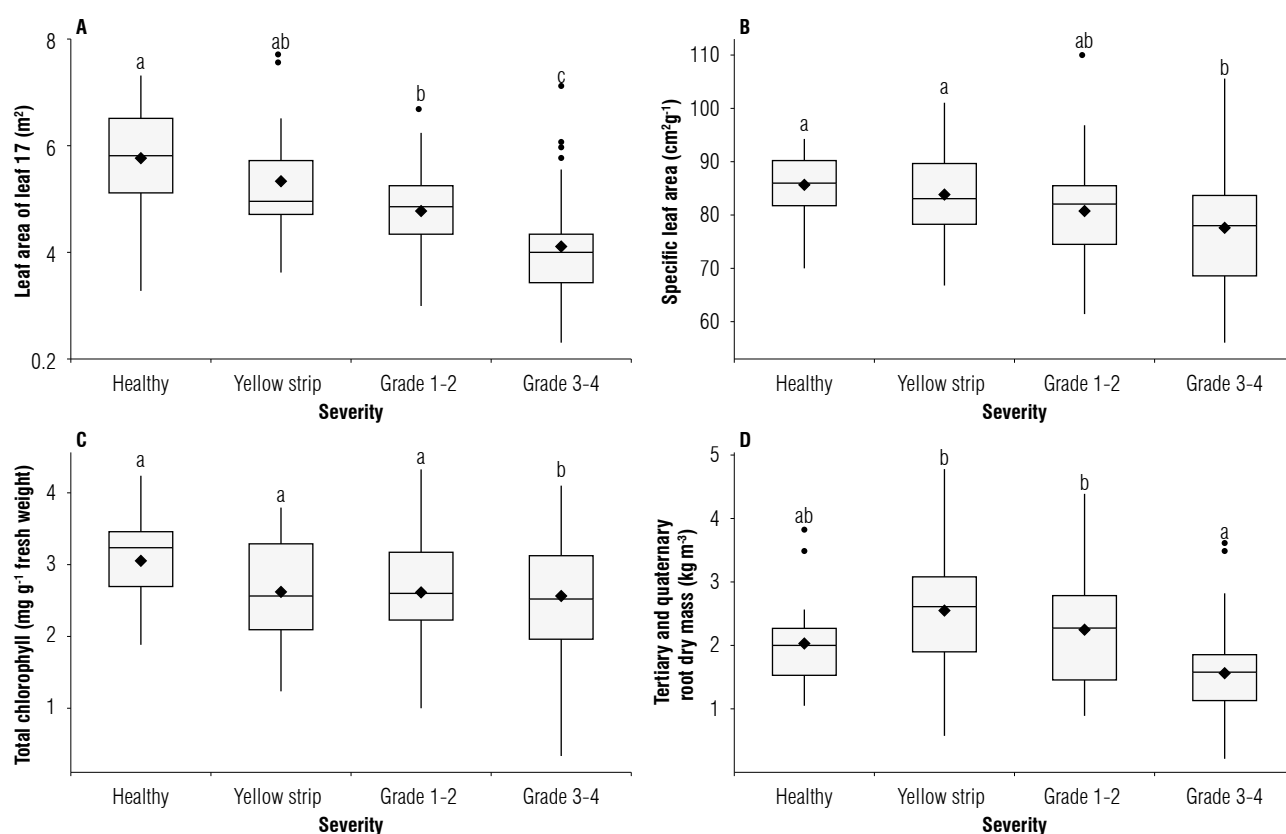 A
Leaf area of leaf 17 (m²)
8
6
4
0.2
a
ab
b
c
Healthy
Yellow strip
Grade 1-2
Grade 3-4
Severity
B
Specific leaf area (cm²g⁻¹)
110
100
90
80
70
60
a
a
ab
b
Healthy
Yellow strip
Grade 1-2
Grade 3-4
Severity
C
Total chlorophyll (mg g⁻¹ fresh weight)
4
3
2
1
a
a
a
b
Healthy
Yellow strip
Grade 1-2
Grade 3-4
Severity
D
Tertiary and quaternary
root dry mass (kg m⁻³)
5
4
3
2
1
ab
b
b
a
Healthy
Yellow strip
Grade 1-2
Grade 3-4
Severity